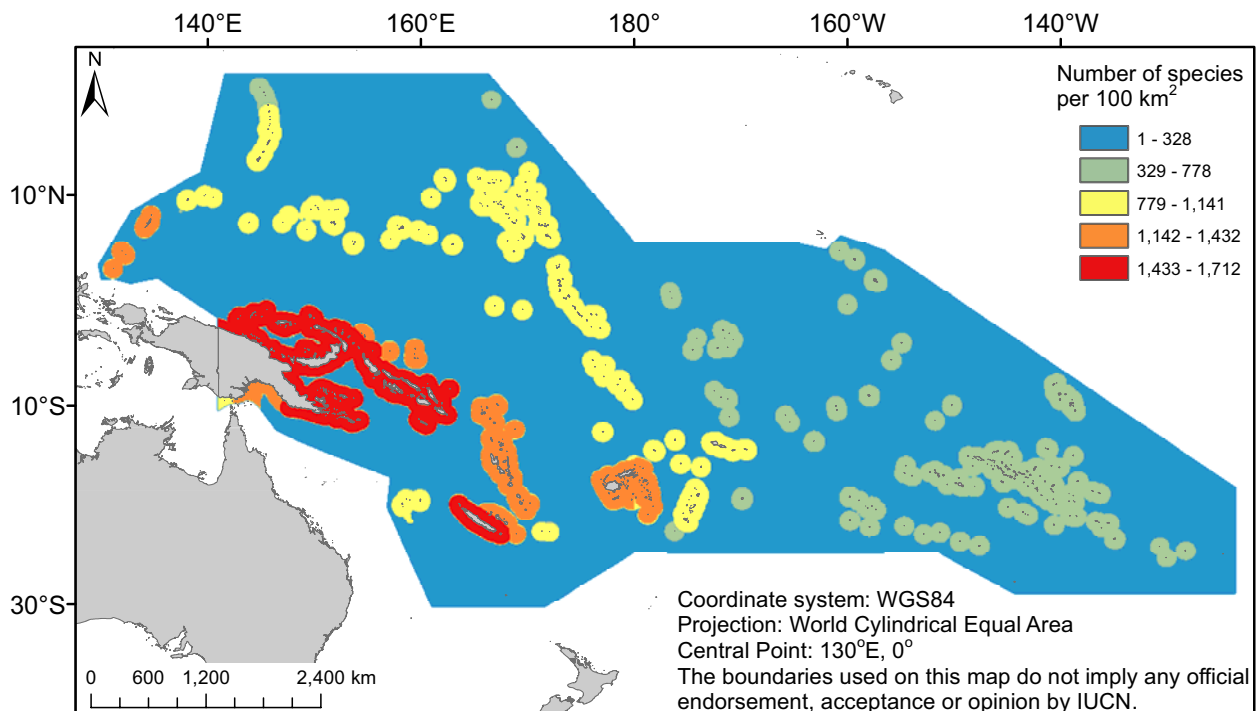 140°E 160°E 180° 160°W 140°W
N
10°N
10°S
30°S
Number of species
per 100 km²
1 - 328
329 - 778
779 - 1,141
1,142 - 1,432
1,433 - 1,712
Coordinate system: WGS84
Projection: World Cylindrical Equal Area
Central Point: 130°E, 0°
The boundaries used on this map do not imply any official
endorsement, acceptance or opinion by IUCN.
0 600 1,200 2,400 km